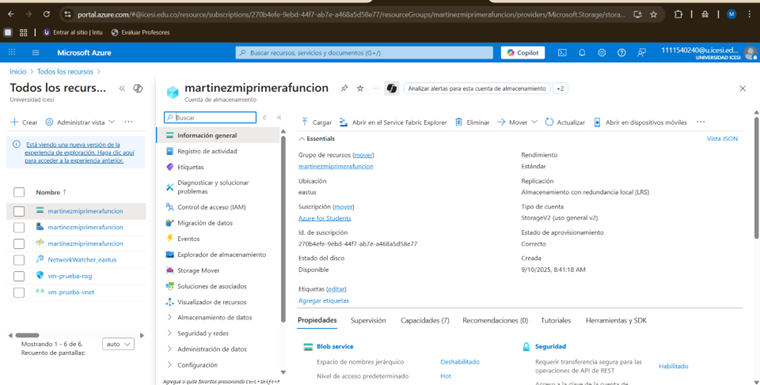 portal.azure.com/#@icesi.edu.co/resource/subscriptions/270b4efe-9ebd-44f7-ab7e-a468a5d58e77/resourceGroups/martinezmiprimerafuncion/providers/Microsoft.Storage/stora...
Entrar al sitio | Intu
Evaluar Profesores
Microsoft Azure
Buscar recursos, servicios y documentos (G+/)
Copilot
1111540240@u.icesi.ed...
UNIVERSIDAD ICESI
Inicio > Todos los recursos >
Todos los recurs...
Universidad Icesi
Crear
Administrar vista
Está viendo una nueva versión de la
experiencia de exploración. Haga clic aquí
para acceder a la experiencia anterior.
Nombre ↑
martinezmiprimerafuncion
martinezmiprimerafuncion
martinezmiprimerafuncion
NetworkWatcher_eastus
vm-prueba-nsg
vm-prueba-vnet
Mostrando 1 - 6 de 6.
Recuento de pantallas:
auto
martinezmiprimerafuncion
Cuenta de almacenamiento
Analizar alertas para esta cuenta de almacenamiento
+2
Buscar
Información general
Registro de actividad
Etiquetas
Diagnosticar y solucionar
problemas
Control de acceso (IAM)
Migración de datos
Eventos
Explorador de almacenamiento
Storage Mover
Soluciones de asociados
Visualizador de recursos
Almacenamiento de datos
Seguridad y redes
Administración de datos
Configuración
Agregue o quite favoritos presionando Ctrl+Shift+F
Cargar
Abrir en el Service Fabric Explorer
Eliminar
Mover
Actualizar
Abrir en dispositivos móviles
Essentials
Vista JSON
Grupo de recursos (mover)
martinezmiprimerafuncion
Ubicación
eastus
Suscripción (mover)
Azure for Students
Id. de suscripción
270b4efe-9ebd-44f7-ab7e-a468a5d58e77
Estado del disco
Disponible
Rendimiento
Estándar
Replicación
Almacenamiento con redundancia local (LRS)
Tipo de cuenta
StorageV2 (uso general v2)
Estado de aprovisionamiento
Correcto
Creada
9/10/2025, 8:41:18 AM
Etiquetas (editar)
Agregar etiquetas
Propiedades
Supervisión
Capacidades (7)
Recomendaciones (0)
Tutoriales
Herramientas y SDK
Blob service
Espacio de nombres jerárquico
Deshabilitado
Nivel de acceso predeterminado
Hot
Seguridad
Requerir transferencia segura para las
operaciones de API de REST
Habilitado